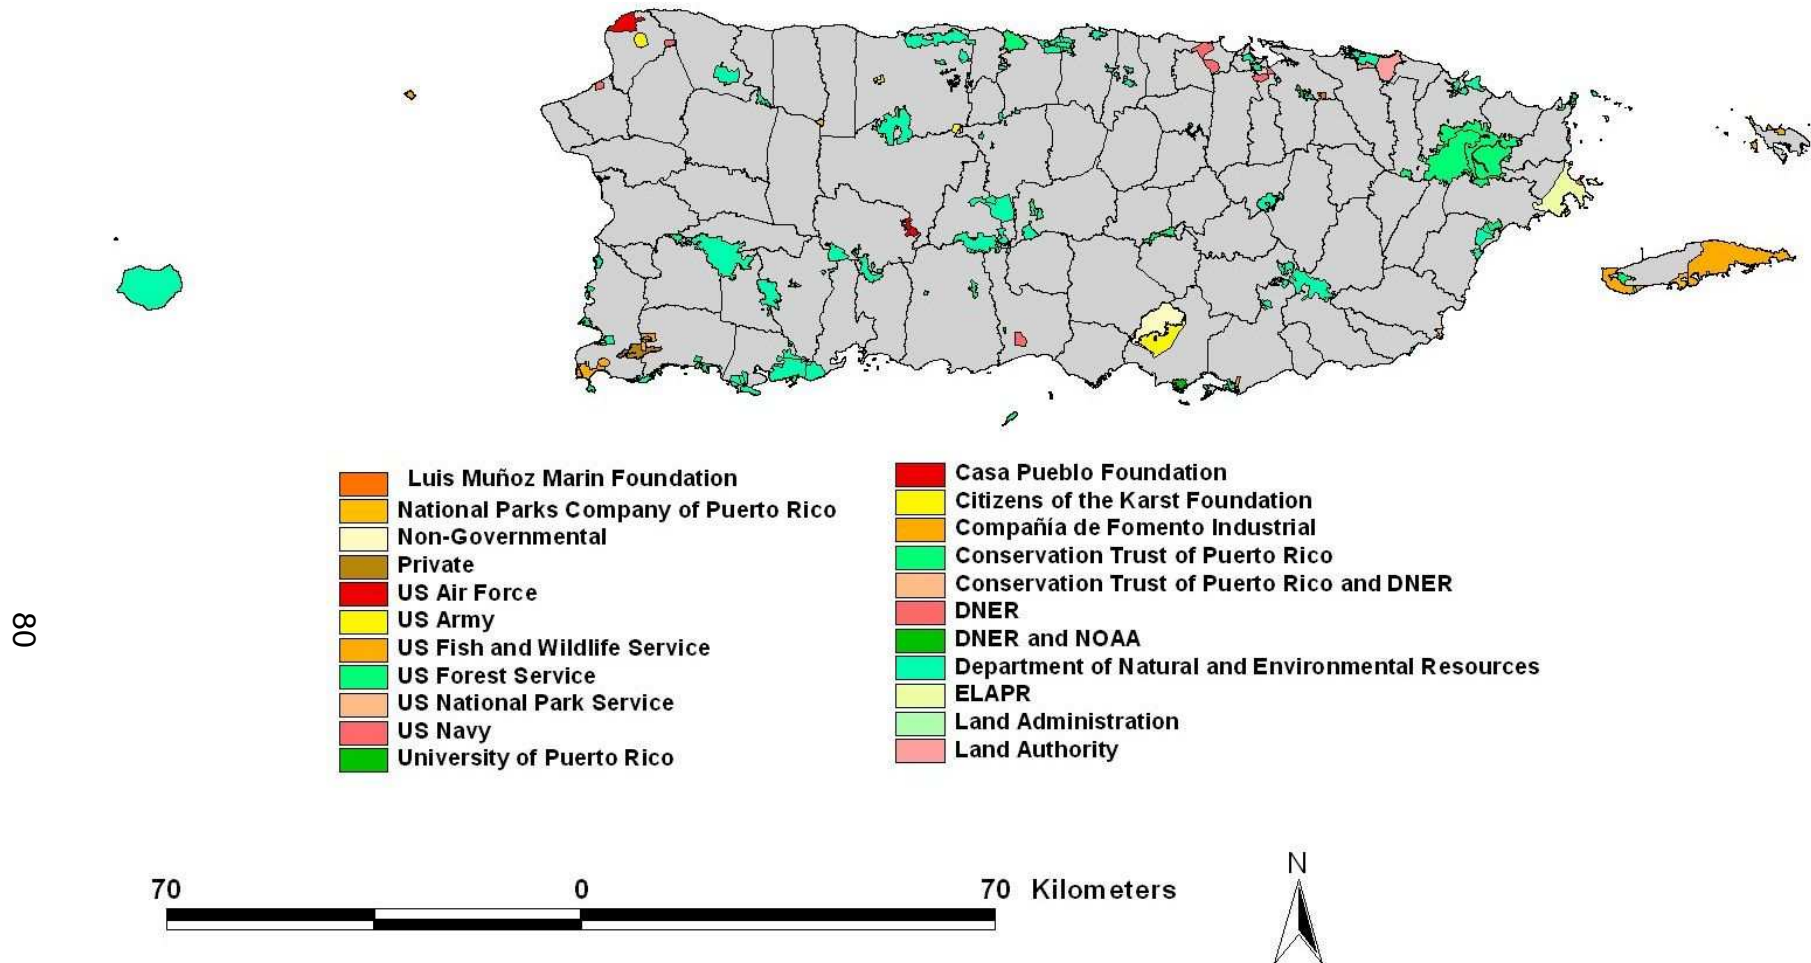 Luis Muñoz Marin Foundation
National Parks Company of Puerto Rico
Non-Governmental
Private
US Air Force
US Army
US Fish and Wildlife Service
US Forest Service
US National Park Service
US Navy
University of Puerto Rico
Casa Pueblo Foundation
Citizens of the Karst Foundation
Compañía de Fomento Industrial
Conservation Trust of Puerto Rico
Conservation Trust of Puerto Rico and DNER
DNER
DNER and NOAA
Department of Natural and Environmental Resources
ELAPR
Land Administration
Land Authority
80
70 0 70 Kilometers
N